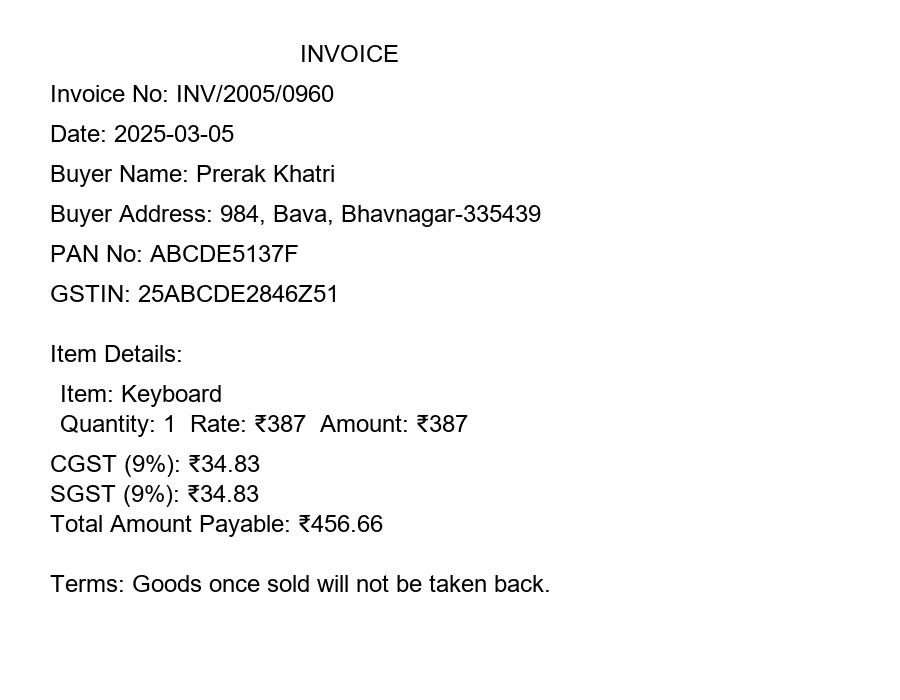 INVOICE
Invoice No: INV/2005/0960
Date: 2025-03-05
Buyer Name: Prerak Khatri
Buyer Address: 984, Bava, Bhavnagar-335439
PAN No: ABCDE5137F
GSTIN: 25ABCDE2846Z51
Item Details:
Item: Keyboard
Quantity: 1  Rate: ₹387  Amount: ₹387
CGST (9%): ₹34.83
SGST (9%): ₹34.83
Total Amount Payable: ₹456.66
Terms: Goods once sold will not be taken back.